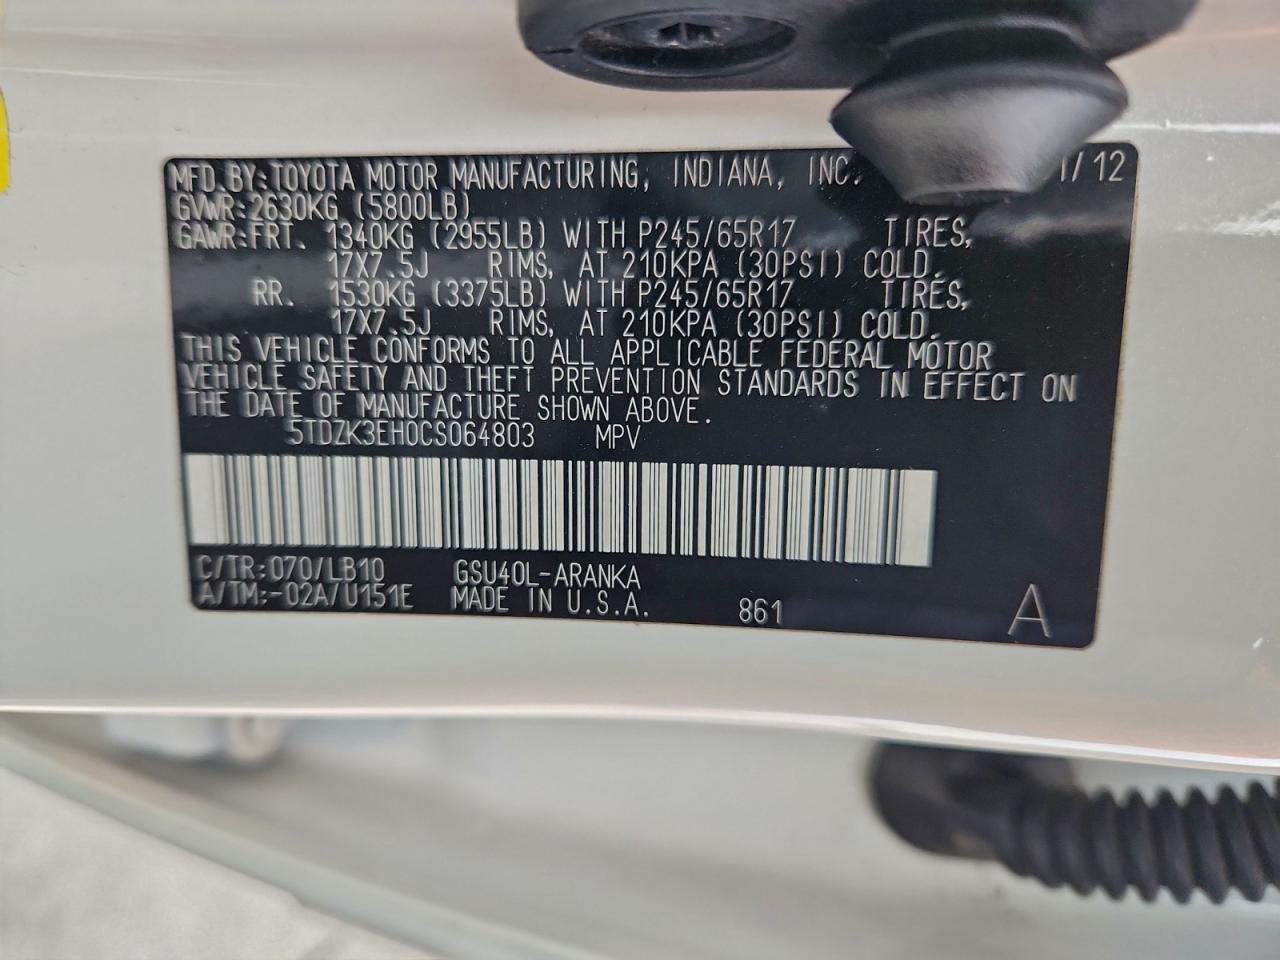 MFD.BY:TOYOTA MOTOR MANUFACTURING, INDIANA, INC. 1/12
GVWR:2630KG (5800LB)
GAWR:FRT. 1340KG (2955LB) WITH P245/65R17 TIRES,
17X7.5J RIMS, AT 210KPA (30PSI) COLD.
RR. 1530KG (3375LB) WITH P245/65R17 TIRES,
17X7.5J RIMS, AT 210KPA (30PSI) COLD.
THIS VEHICLE CONFORMS TO ALL APPLICABLE FEDERAL MOTOR
VEHICLE SAFETY AND THEFT PREVENTION STANDARDS IN EFFECT ON
THE DATE OF MANUFACTURE SHOWN ABOVE.
5TDZK3EH0CS064803 MPV
C/TR:070/LB10 GSU40L-ARANKA
A/TM:-02A/U151E MADE IN U.S.A. 861 A